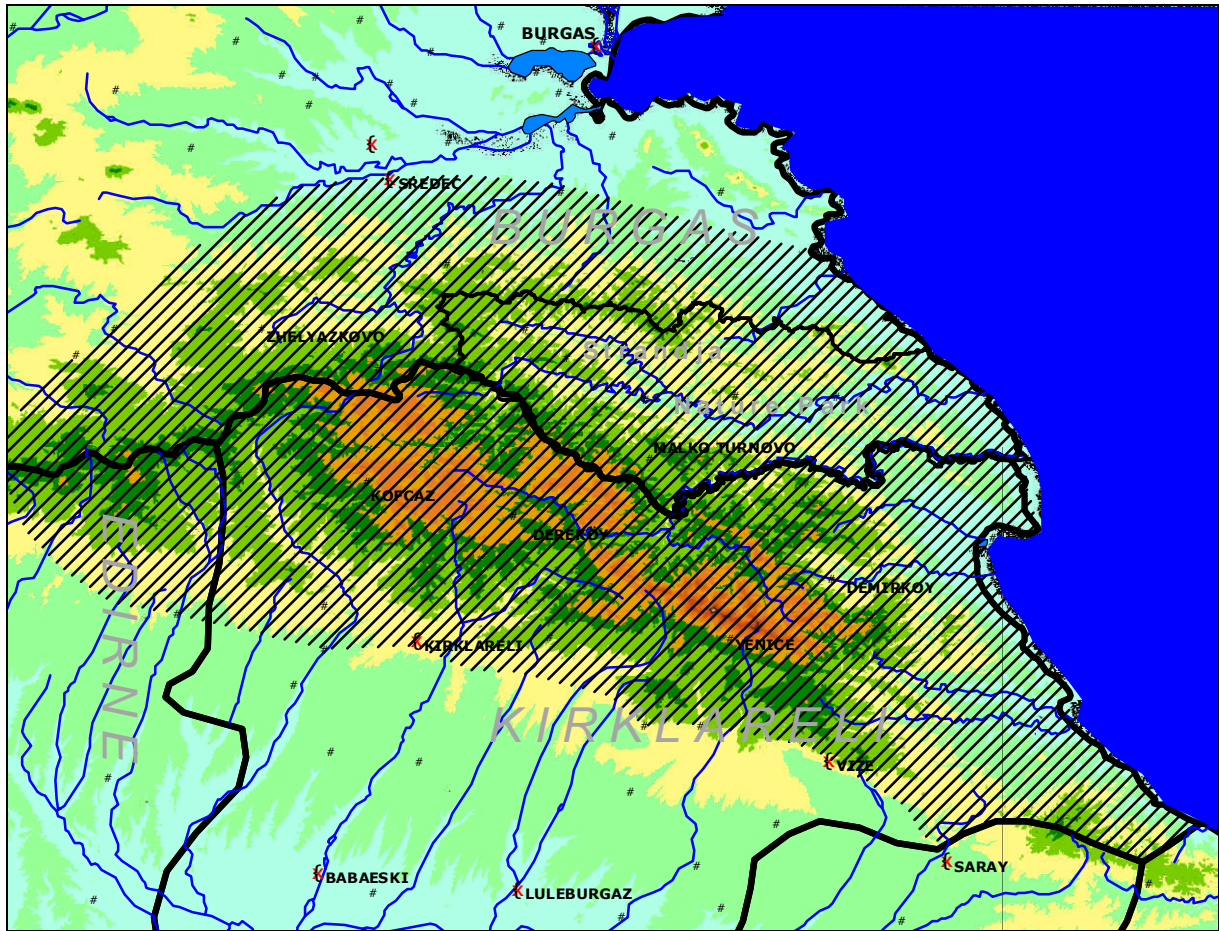 BURGAS
SREDEC
BURGAS
ZHELYAZKOVO
Strandja
Nature Park
MALKO TURNOVO
KOFCAZ
DEREKOY
EDIRNE
DEMIRKOY
KIRKLARELI
YENICE
KIRKLARELI
VIZE
SARAY
BABAESKI
LULEBURGAZ